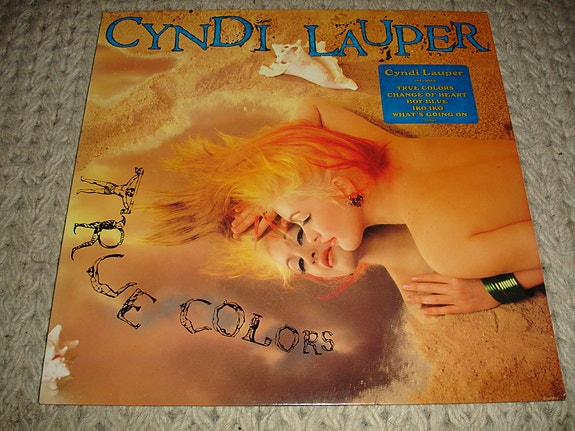 CYNDI LAUPER
Cyndi Lauper
TRUE COLORS
CHANGE OF HEART
BOY BLUE
IKO IKO
WHAT'S GOING ON
TRUE COLORS